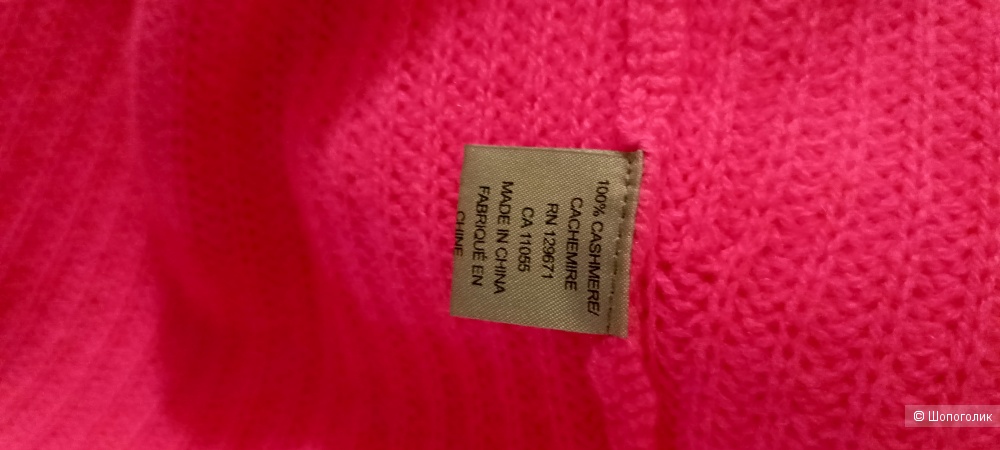 100% CASHMERE/
CACHEMIRE
RN 129671
CA 11055
MADE IN CHINA
FABRIQUÉ EN
CHINE
© Шопоголик